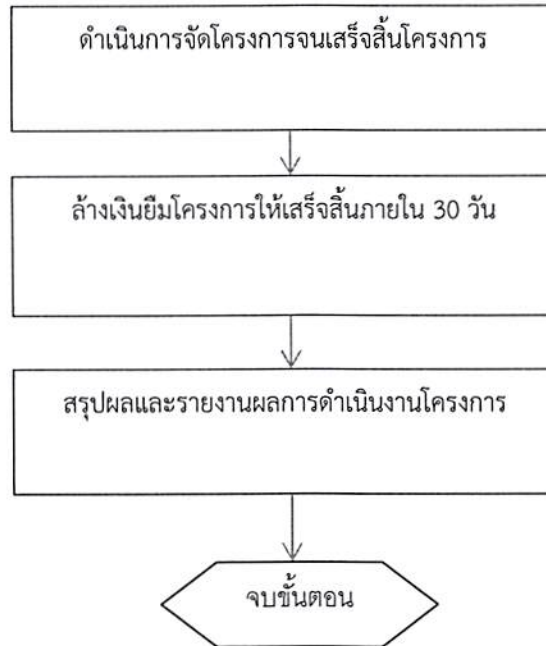 ดำเนินการจัดโครงการจนเสร็จสิ้นโครงการ
ล้างเงินยืมโครงการให้เสร็จสิ้นภายใน 30 วัน
สรุปผลและรายงานผลการดำเนินงานโครงการ
จบขั้นตอน